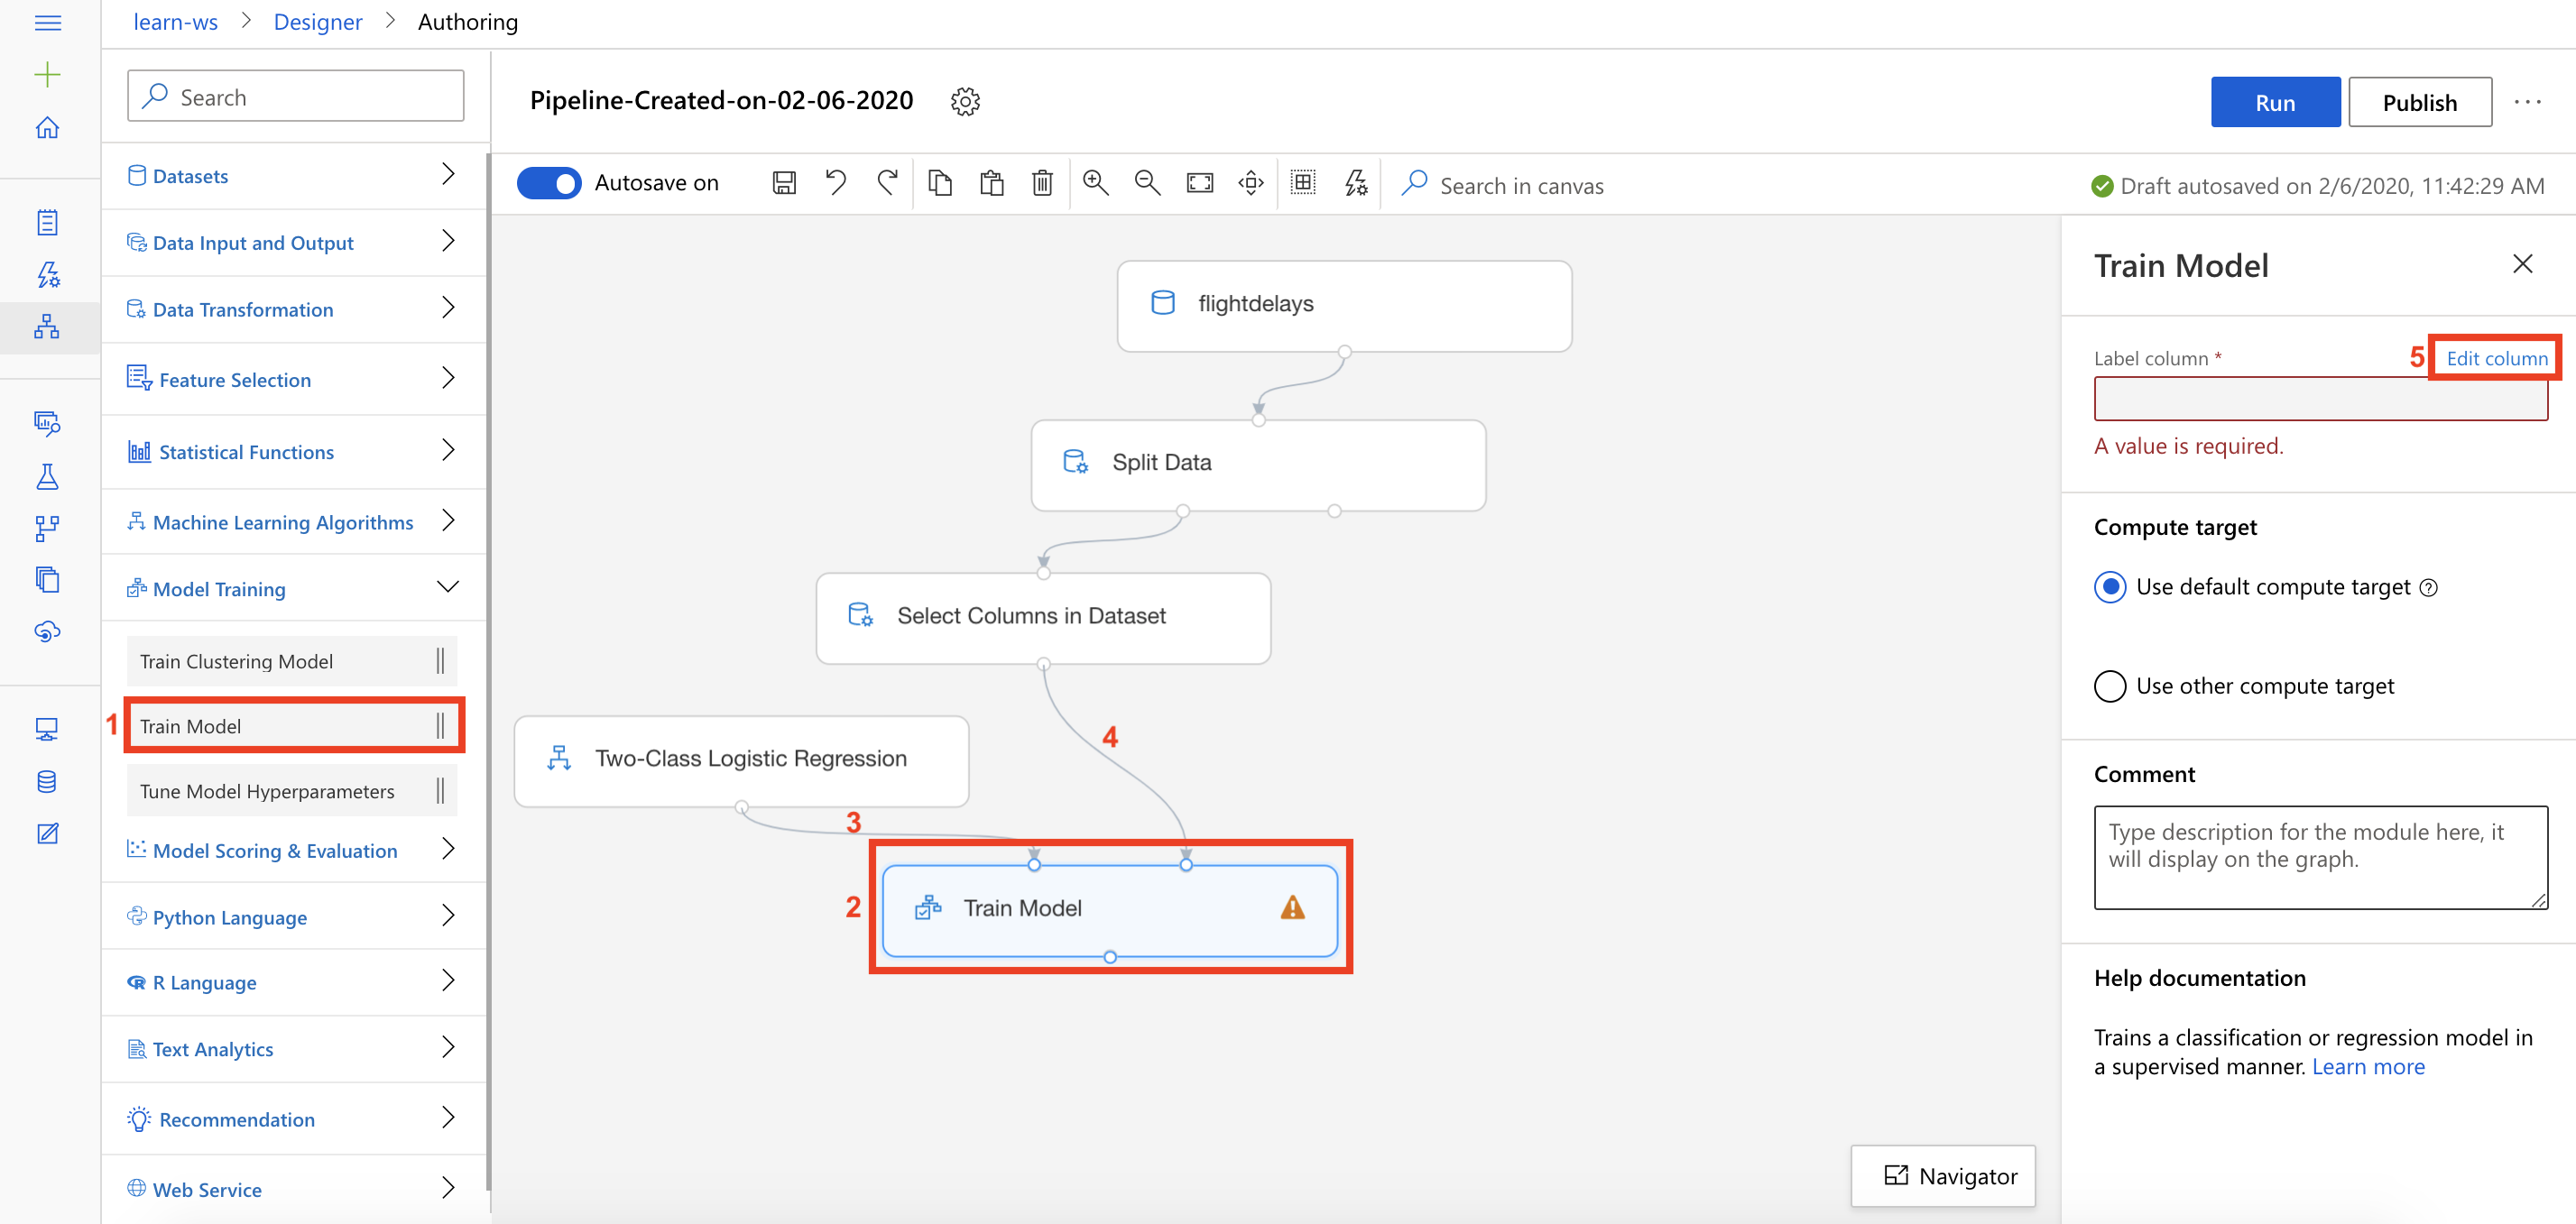 learn-ws > Designer > Authoring
Search
Pipeline-Created-on-02-06-2020
Run
Publish
...
Autosave on
Search in canvas
Draft autosaved on 2/6/2020, 11:42:29 AM
Datasets
Data Input and Output
Data Transformation
Feature Selection
Statistical Functions
Machine Learning Algorithms
Model Training
Train Clustering Model
1
Train Model
Tune Model Hyperparameters
Model Scoring & Evaluation
Python Language
R Language
Text Analytics
Recommendation
Web Service
flightdelays
Split Data
Select Columns in Dataset
Two-Class Logistic Regression
4
3
2
Train Model
Navigator
Train Model
Label column *
5
Edit column
A value is required.
Compute target
Use default compute target
Use other compute target
Comment
Type description for the module here, it
will display on the graph.
Help documentation
Trains a classification or regression model in
a supervised manner. Learn more